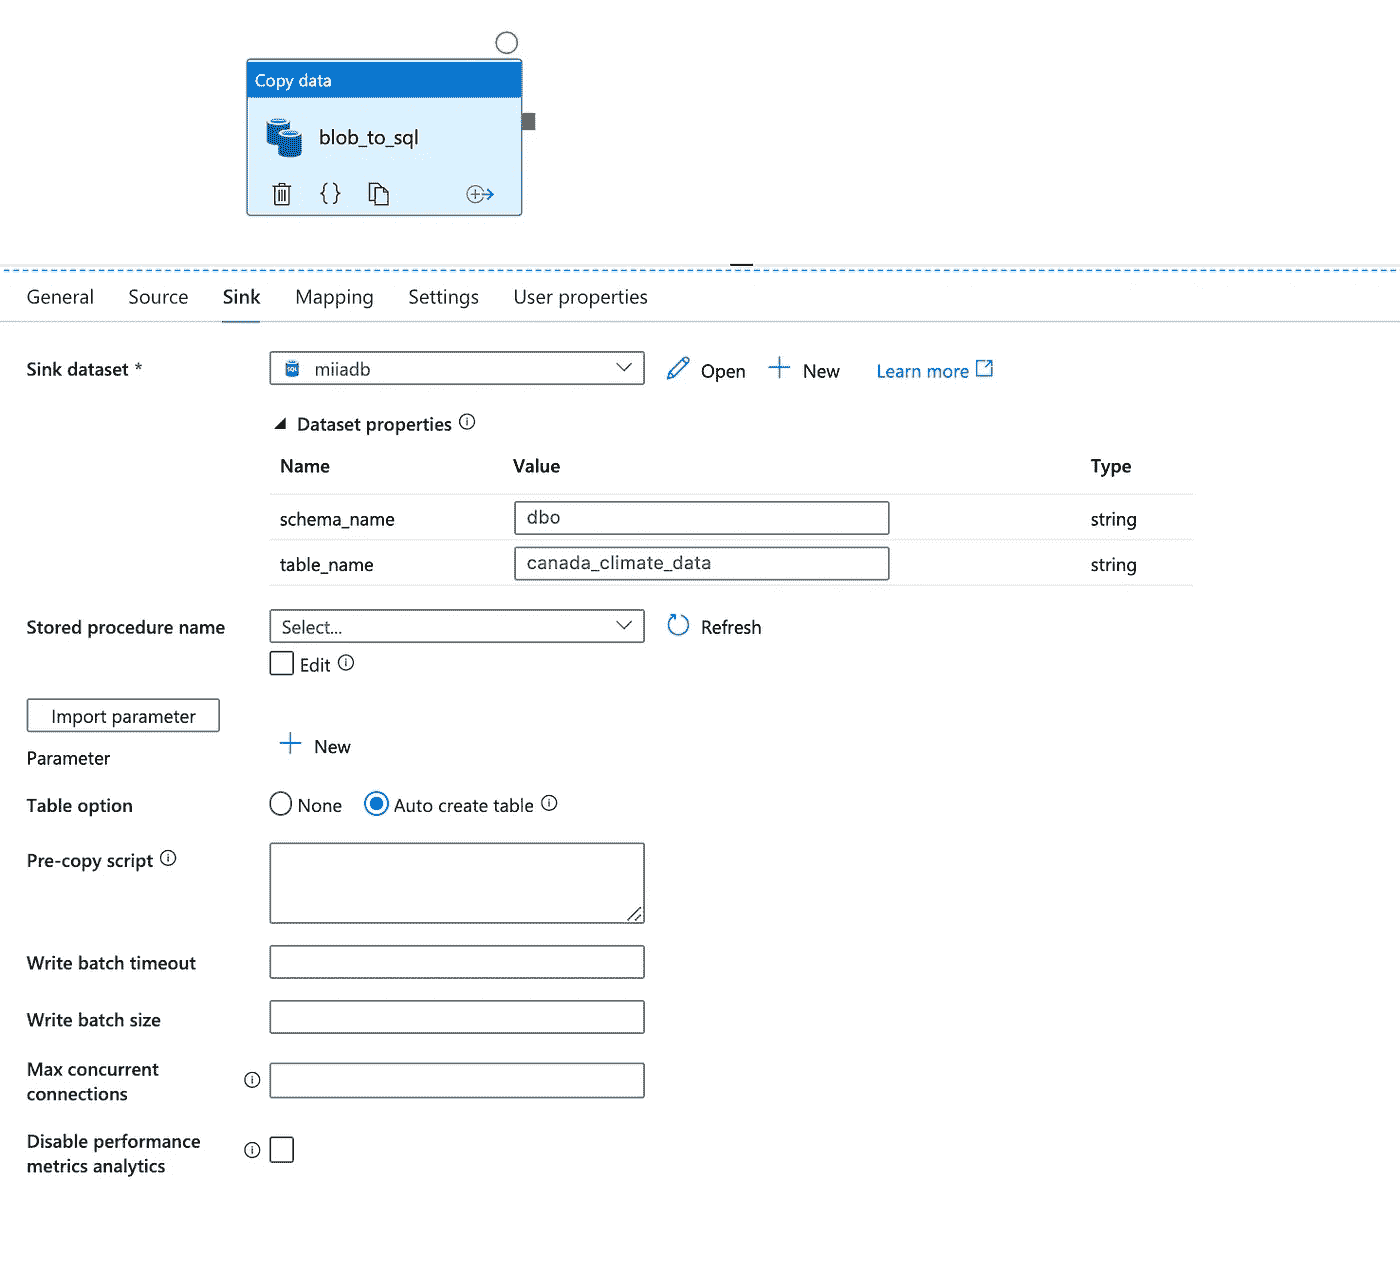 Copy data
blob_to_sql
General Source Sink Mapping Settings User properties
Sink dataset * miiadb Open New Learn more
Dataset properties
Name Value Type
schema_name dbo string
table_name canada_climate_data string
Stored procedure name Select... Refresh
Edit
Import parameter
New
Parameter
Table option None Auto create table
Pre-copy script
Write batch timeout
Write batch size
Max concurrent
connections
Disable performance
metrics analytics